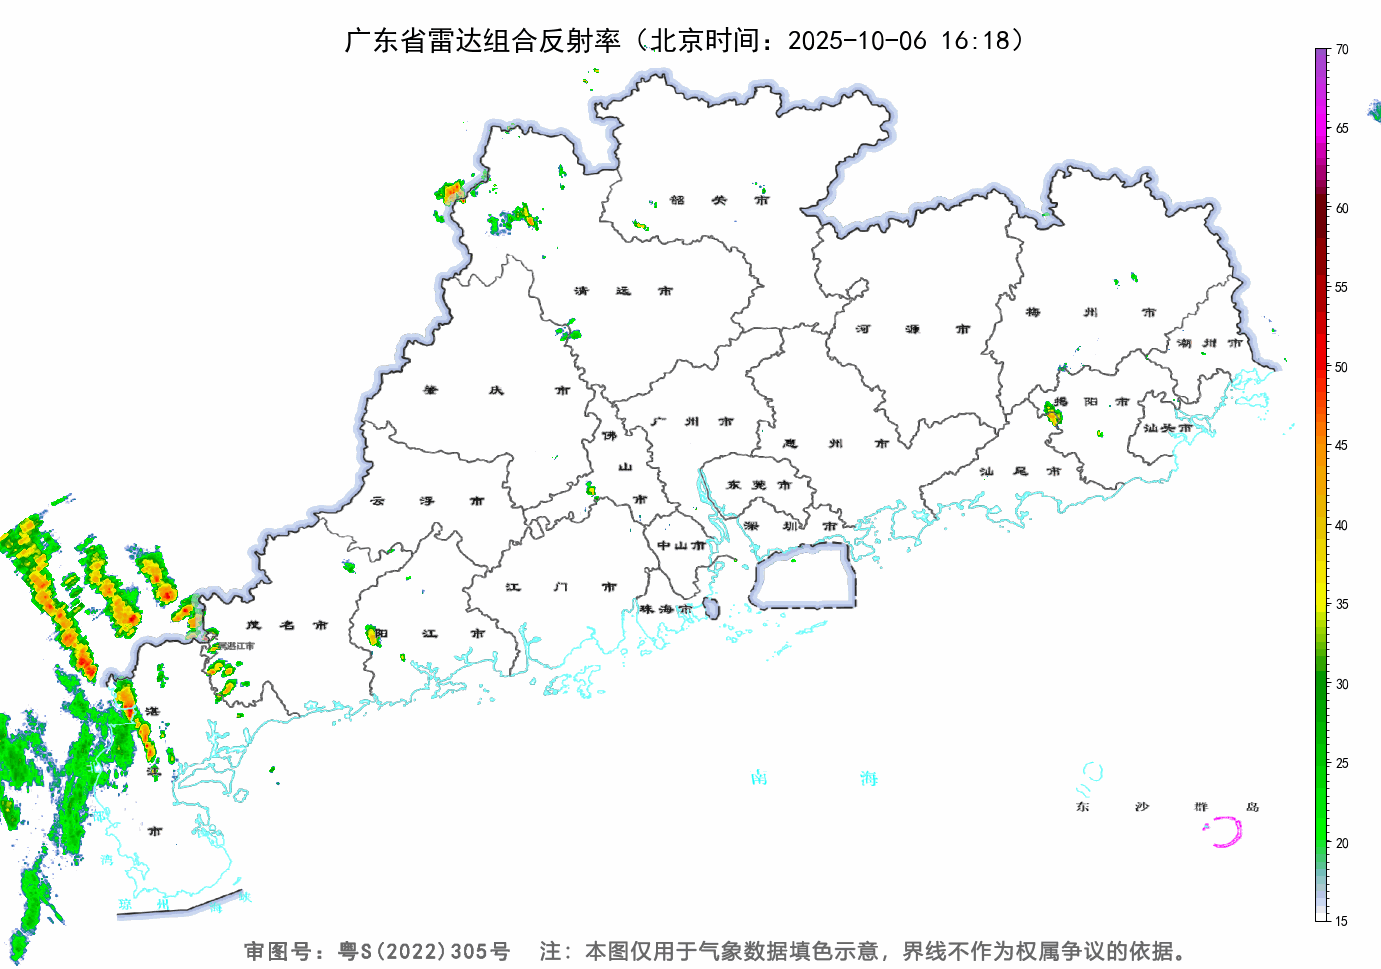 广东省雷达组合反射率（北京时间：2025-10-06 16:18）
70
65
60
55
50
45
40
35
30
25
20
15
韶关市
清远市
河源市
梅州市
潮州市
肇庆市
广州市
惠州市
揭阳市
汕头市
佛山市
云浮市
东莞市
汕尾市
深圳市
中山市
江门市
珠海市
茂名市
阳江市
属湛江市
湛江市
南海
东沙群岛
湾
琼州海峡
审图号：粤S(2022)305号 注：本图仅用于气象数据填色示意，界线不作为权属争议的依据。